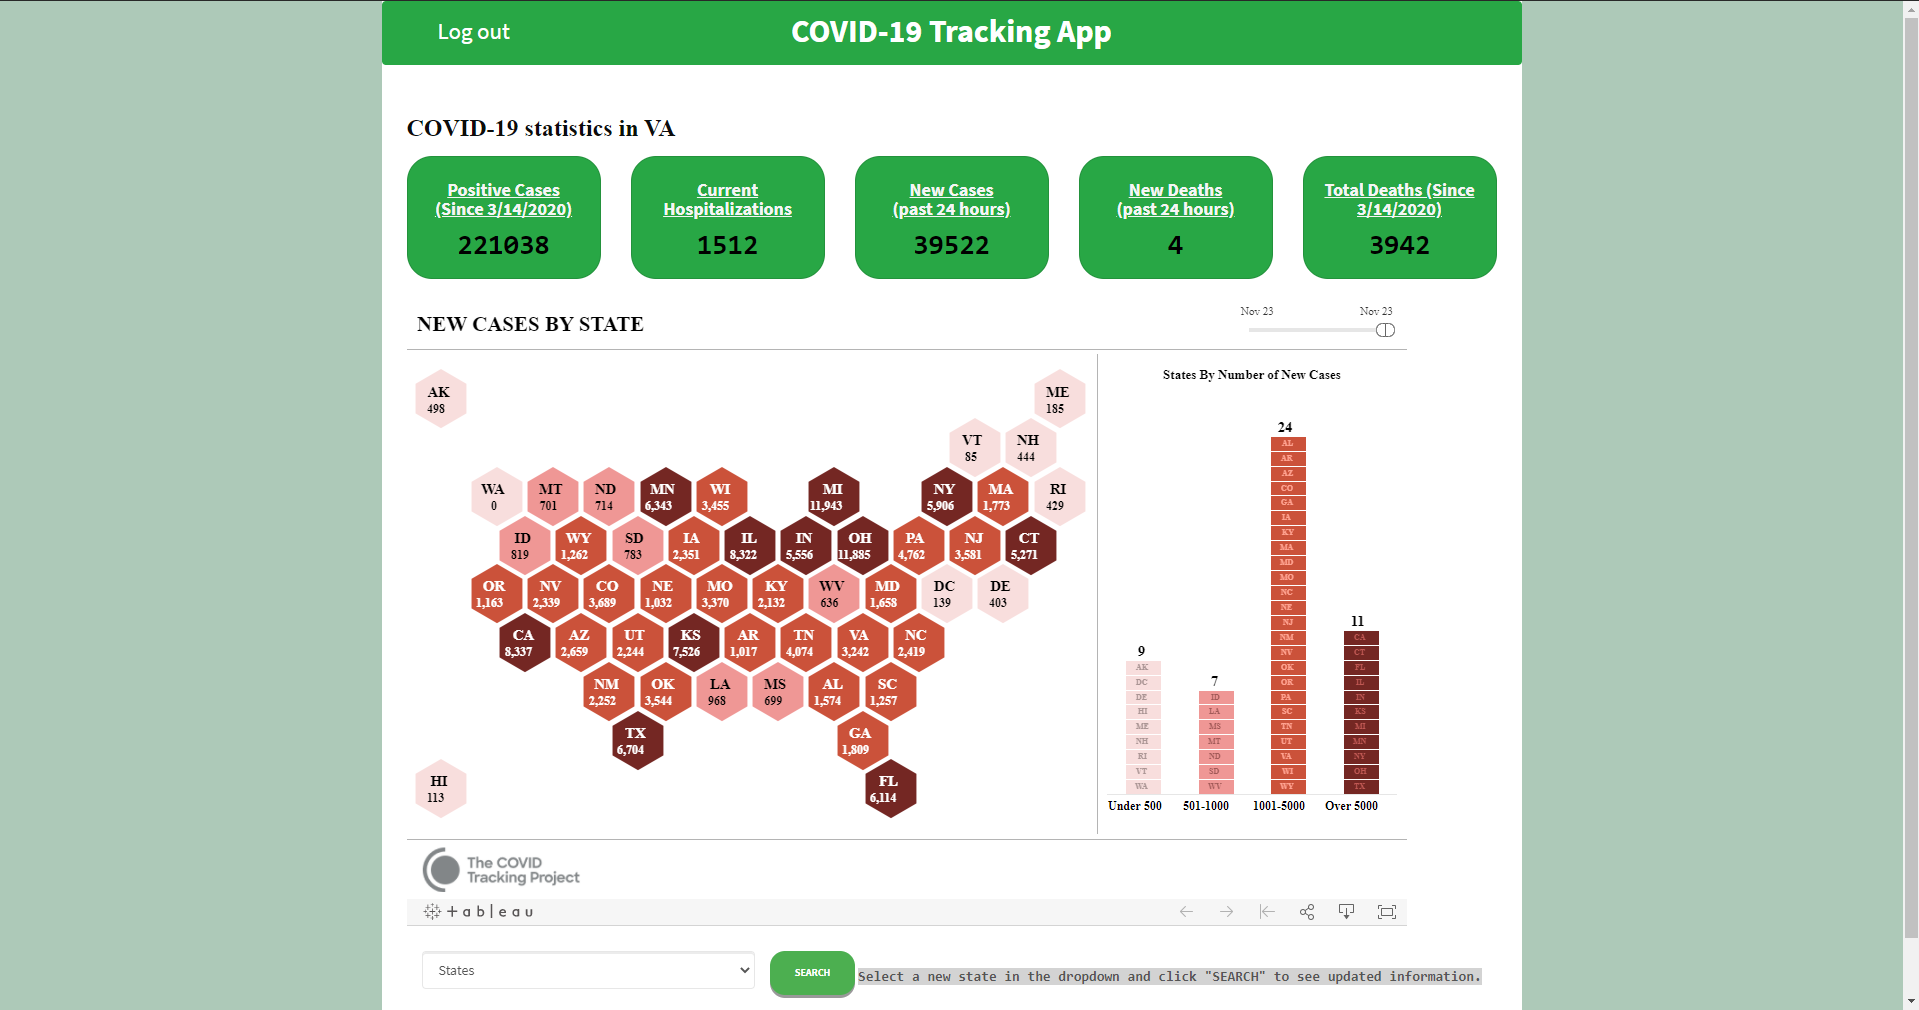 Log out
COVID-19 Tracking App
COVID-19 statistics in VA
Positive Cases
(Since 3/14/2020)
221038
Current
Hospitalizations
1512
New Cases
(past 24 hours)
39522
New Deaths
(past 24 hours)
4
Total Deaths (Since
3/14/2020)
3942
NEW CASES BY STATE
Nov 23
Nov 23
AK
498
ME
185
VT
85
NH
444
WA
0
MT
701
ND
714
MN
6,343
WI
3,455
MI
11,943
NY
5,906
MA
1,773
RI
429
ID
819
WY
1,262
SD
783
IA
2,351
IL
8,322
IN
5,556
OH
11,885
PA
4,762
NJ
3,581
CT
5,271
OR
1,163
NV
2,339
CO
3,689
NE
1,032
MO
3,370
KY
2,132
WV
636
MD
1,658
DC
139
DE
403
CA
8,337
AZ
2,659
UT
2,244
KS
7,526
AR
1,017
TN
4,074
VA
3,242
NC
2,419
NM
2,252
OK
3,544
LA
968
MS
699
AL
1,574
SC
1,257
TX
6,704
GA
1,809
HI
113
FL
6,114
States By Number of New Cases
9
AK
DC
DE
HI
ME
NH
RI
VT
WA
Under 500
7
ID
LA
MS
MT
ND
SD
WV
501-1000
24
AL
AR
AZ
CO
GA
IA
KY
MA
MD
MO
NC
NE
NJ
NM
NV
OK
OR
PA
SC
TN
UT
VA
WI
WY
1001-5000
11
CA
CT
FL
IL
IN
KS
MI
MN
NY
OH
TX
Over 5000
The COVID
Tracking Project
+ableau
States
SEARCH
Select a new state in the dropdown and click "SEARCH" to see updated information.